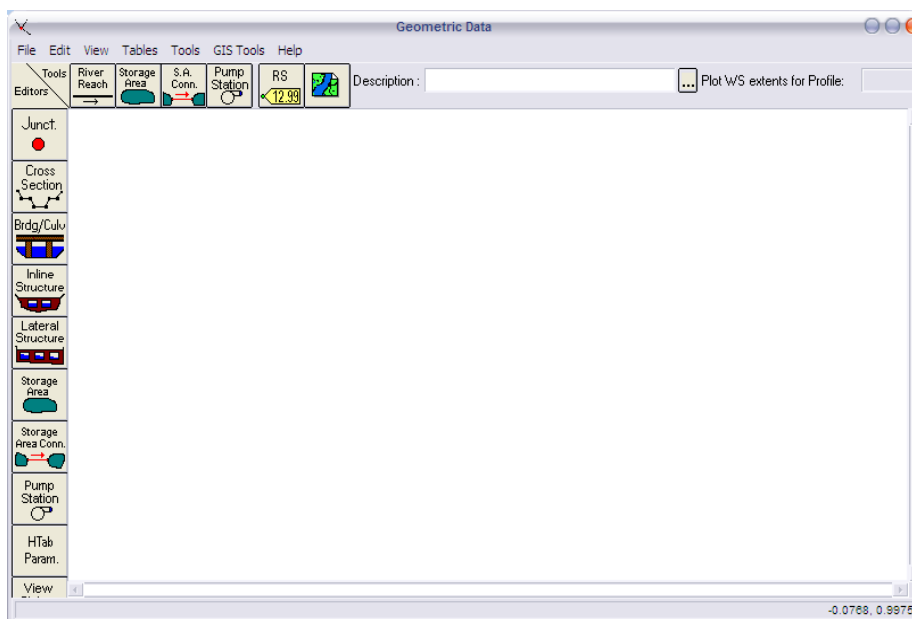 Geometric Data
File Edit View Tables Tools GIS Tools Help
Tools
Editors
River
Reach
Storage
Area
S.A.
Conn.
Pump
Station
RS
12.99
Description :
...
Plot WS extents for Profile:
Junct.
Cross
Section
Brdg/Culv
Inline
Structure
Lateral
Structure
Storage
Area
Storage
Area Conn.
Pump
Station
HTab
Param.
View
-0.0768, 0.9975